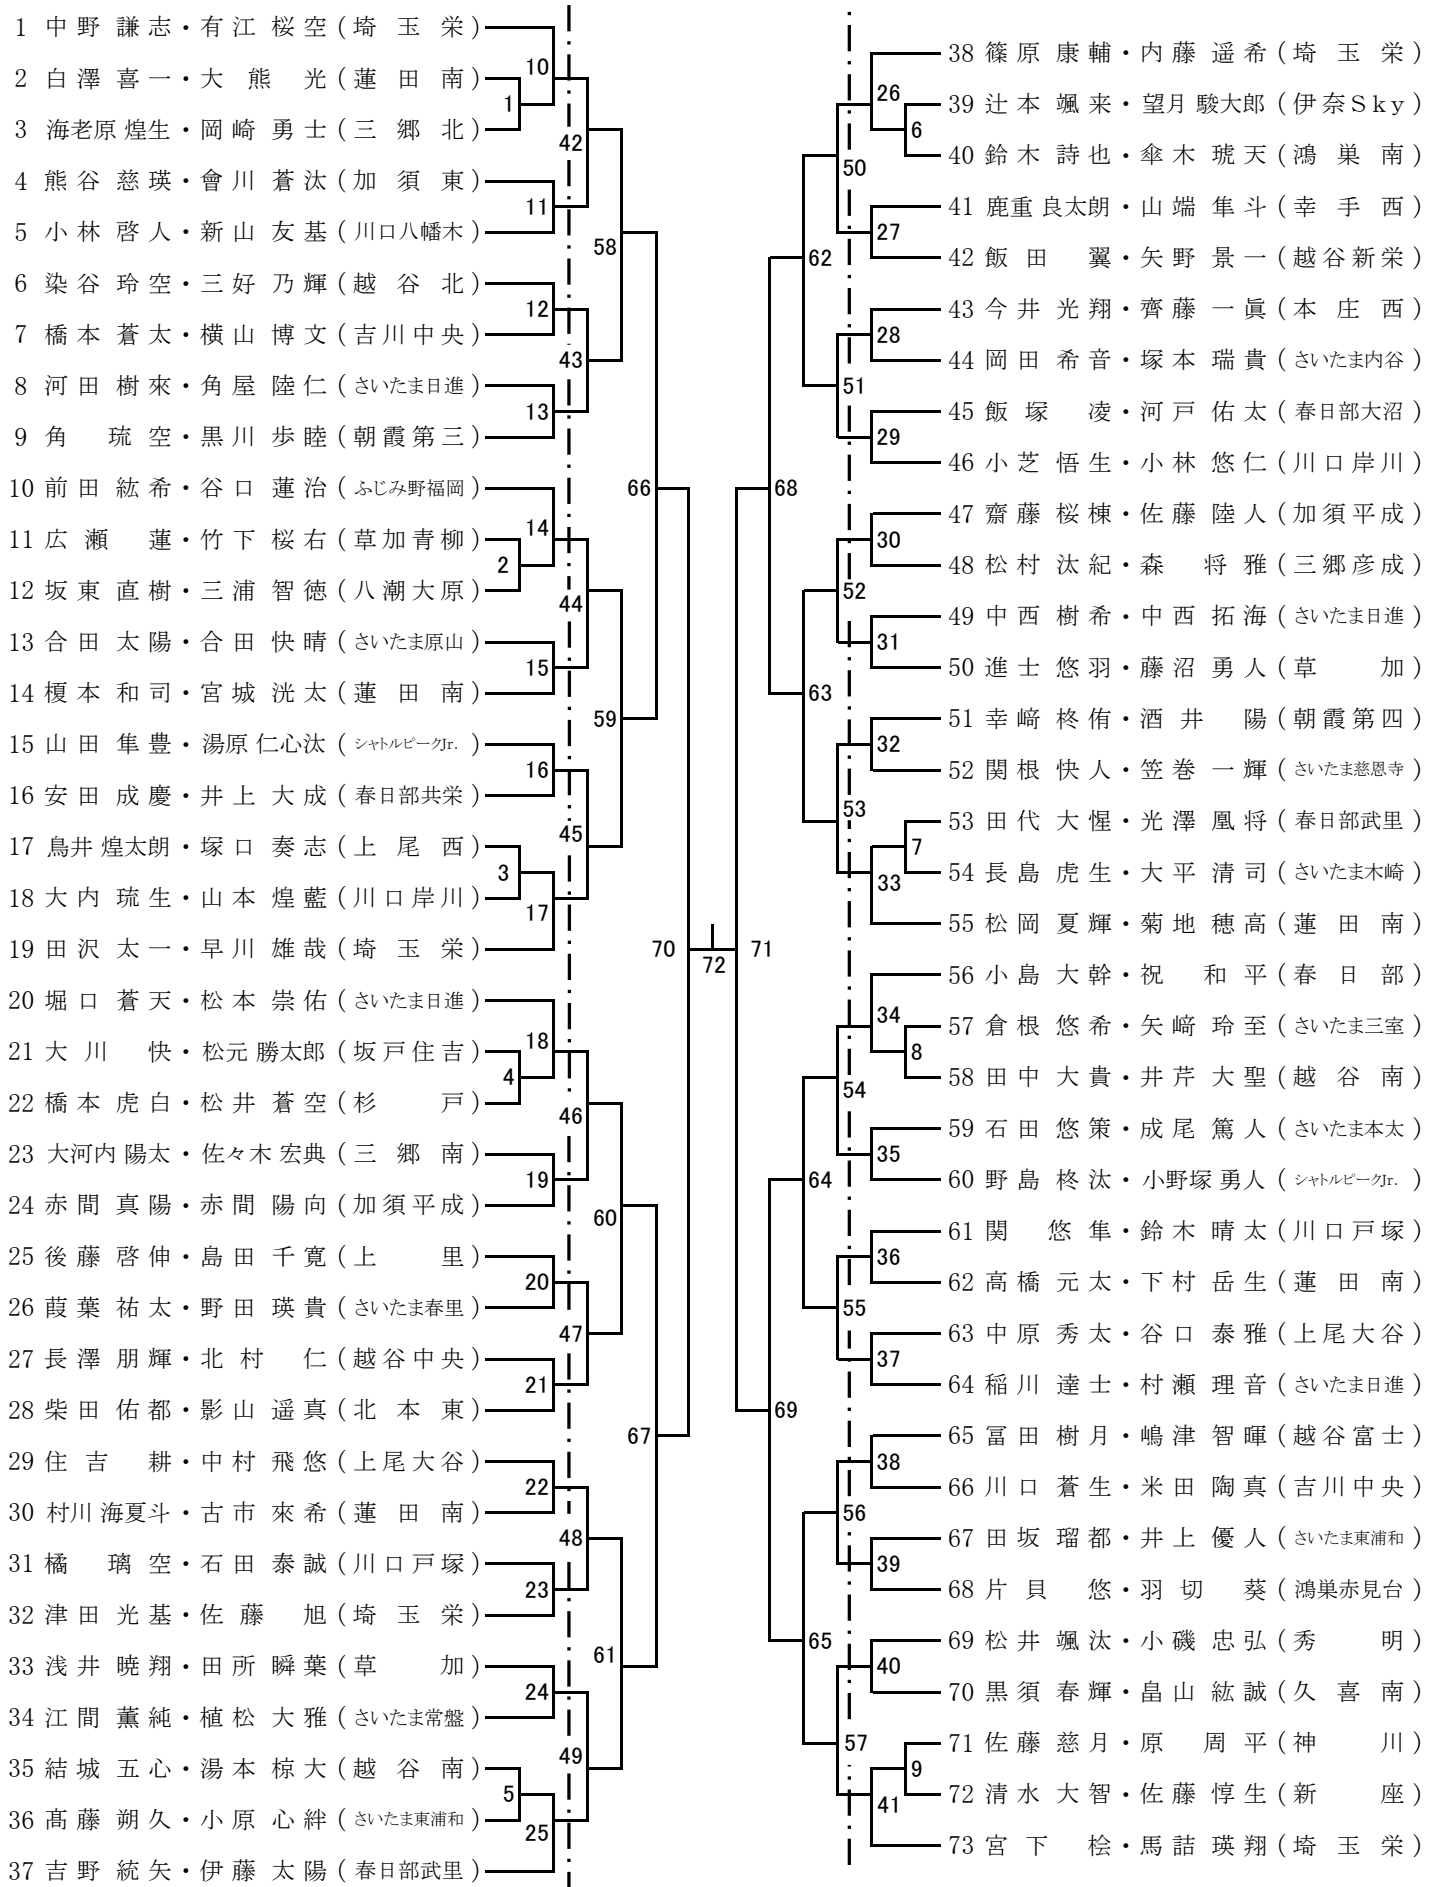 1 中野 謙志・有江 桜空 (埼玉栄)
2 白澤 喜一・大熊 光 (蓮田南)
3 海老原 煌生・岡崎 勇士 (三郷北)
4 熊谷 慈瑛・會川 蒼汰 (加須東)
5 小林 啓人・新山 友基 (川口八幡木)
6 染谷 玲空・三好 乃輝 (越谷北)
7 橋本 蒼太・横山 博文 (吉川中央)
8 河田 樹來・角屋 陸仁 (さいたま日進)
9 角 琉空・黒川 歩睦 (朝霞第三)
10 前田 紘希・谷口 蓮治 (ふじみ野福岡)
11 広瀬 蓮・竹下 桜右 (草加青柳)
12 坂東 直樹・三浦 智徳 (八潮大原)
13 合田 太陽・合田 快晴 (さいたま原山)
14 榎本 和司・宮城 洸太 (蓮田南)
15 山田 隼豊・湯原 仁心汰 (シャトルピークJr.)
16 安田 成慶・井上 大成 (春日部共栄)
17 鳥井 煌太朗・塚口 奏志 (上尾西)
18 大内 琉生・山本 煌藍 (川口岸川)
19 田沢 太一・早川 雄哉 (埼玉栄)
20 堀口 蒼天・松本 崇佑 (さいたま日進)
21 大川 快・松元 勝太郎 (坂戸住吉)
22 橋本 虎白・松井 蒼空 (杉戸)
23 大河内 陽太・佐々木 宏典 (三郷南)
24 赤間 真陽・赤間 陽向 (加須平成)
25 後藤 啓伸・島田 千寛 (上里)
26 葭葉 祐太・野田 瑛貴 (さいたま春里)
27 長澤 朋輝・北村 仁 (越谷中央)
28 柴田 佑都・影山 遥真 (北本東)
29 住吉 耕・中村 飛悠 (上尾大谷)
30 村川 海夏斗・古市 來希 (蓮田南)
31 橘 璃空・石田 泰誠 (川口戸塚)
32 津田 光基・佐藤 旭 (埼玉栄)
33 浅井 暁翔・田所 瞬葉 (草加)
34 江間 薫純・植松 大雅 (さいたま常盤)
35 結城 五心・湯本 椋大 (越谷南)
36 髙藤 朔久・小原 心絆 (さいたま東浦和)
37 吉野 統矢・伊藤 太陽 (春日部武里)
1
2
3
4
5
10
11
12
13
14
15
16
17
18
19
20
21
22
23
24
25
42
43
44
45
46
47
48
49
58
59
60
61
66
67
70
72
71
68
69
62
63
64
65
50
51
52
53
54
55
56
57
26
27
28
29
30
31
32
33
34
35
36
37
38
39
40
41
6
7
8
9
38 篠原 康輔・内藤 遥希 (埼玉栄)
39 辻本 颯来・望月 駿大郎 (伊奈Sky)
40 鈴木 詩也・傘木 琥天 (鴻巣南)
41 鹿重 良太朗・山端 隼斗 (幸手西)
42 飯田 翼・矢野 景一 (越谷新栄)
43 今井 光翔・齊藤 一眞 (本庄西)
44 岡田 希音・塚本 瑞貴 (さいたま内谷)
45 飯塚 凌・河戸 佑太 (春日部大沼)
46 小芝 悟生・小林 悠仁 (川口岸川)
47 齋藤 桜棟・佐藤 陸人 (加須平成)
48 松村 汰紀・森 将雅 (三郷彦成)
49 中西 樹希・中西 拓海 (さいたま日進)
50 進士 悠羽・藤沼 勇人 (草加)
51 幸﨑 柊侑・酒井 陽 (朝霞第四)
52 関根 快人・笠巻 一輝 (さいたま慈恩寺)
53 田代 大惺・光澤 凰将 (春日部武里)
54 長島 虎生・大平 清司 (さいたま木崎)
55 松岡 夏輝・菊地 穂高 (蓮田南)
56 小島 大幹・祝 和平 (春日部)
57 倉根 悠希・矢﨑 玲至 (さいたま三室)
58 田中 大貴・井芹 大聖 (越谷南)
59 石田 悠策・成尾 篤人 (さいたま本太)
60 野島 柊汰・小野塚 勇人 (シャトルピークJr.)
61 関 悠隼・鈴木 晴太 (川口戸塚)
62 高橋 元太・下村 岳生 (蓮田南)
63 中原 秀太・谷口 泰雅 (上尾大谷)
64 稲川 達士・村瀬 理音 (さいたま日進)
65 冨田 樹月・嶋津 智暉 (越谷富士)
66 川口 蒼生・米田 陶真 (吉川中央)
67 田坂 瑠都・井上 優人 (さいたま東浦和)
68 片貝 悠・羽切 葵 (鴻巣赤見台)
69 松井 颯汰・小磯 忠弘 (秀明)
70 黒須 春輝・畠山 紘誠 (久喜南)
71 佐藤 慈月・原 周平 (神川)
72 清水 大智・佐藤 惇生 (新座)
73 宮下 桧・馬詰 瑛翔 (埼玉栄)